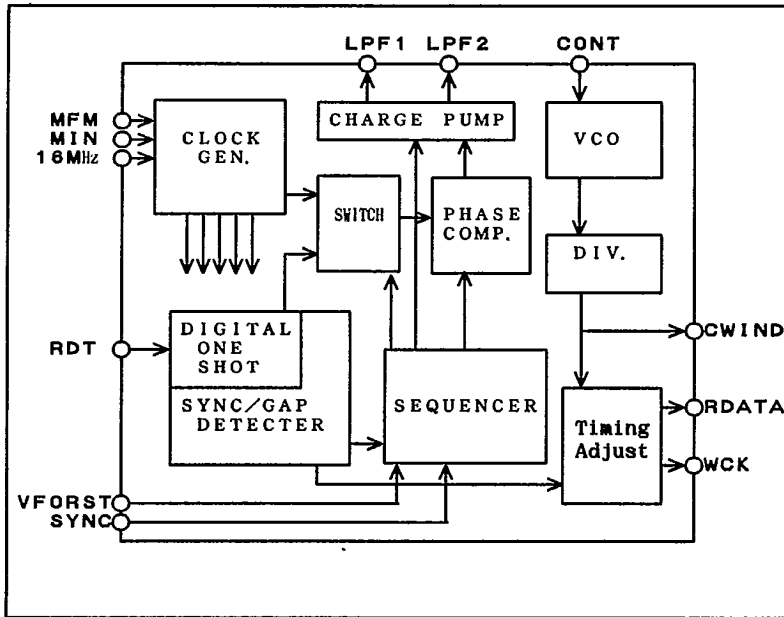 LPF1 LPF2 CONT
MFM
MIN
16MHz
CLOCK
GEN.
CHARGE PUMP
VCO
SWITCH
PHASE
COMP.
DIV.
RDT
DIGITAL
ONE
SHOT
SYNC/GAP
DETECTER
SEQUENCER
Timing
Adjust
CWIND
RDATA
WCK
VFORST
SYNC